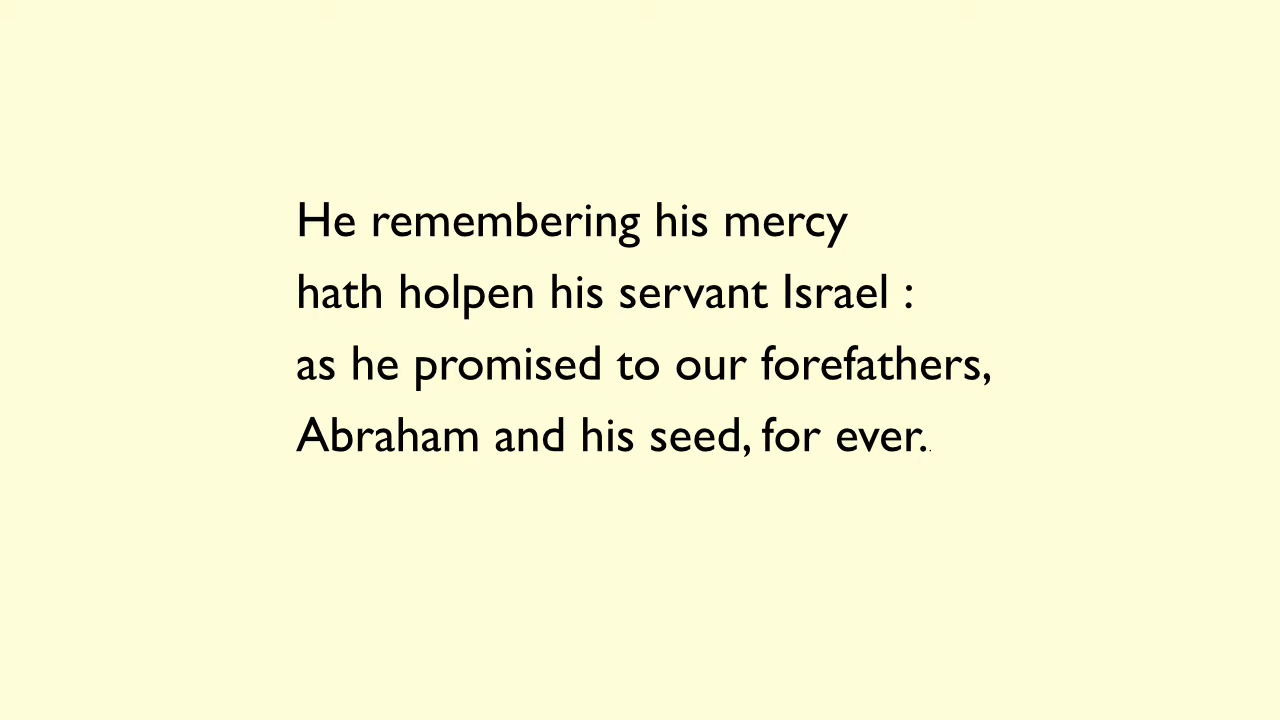 He remembering his mercy
hath holpen his servant Israel :
as he promised to our forefathers,
Abraham and his seed, for ever..